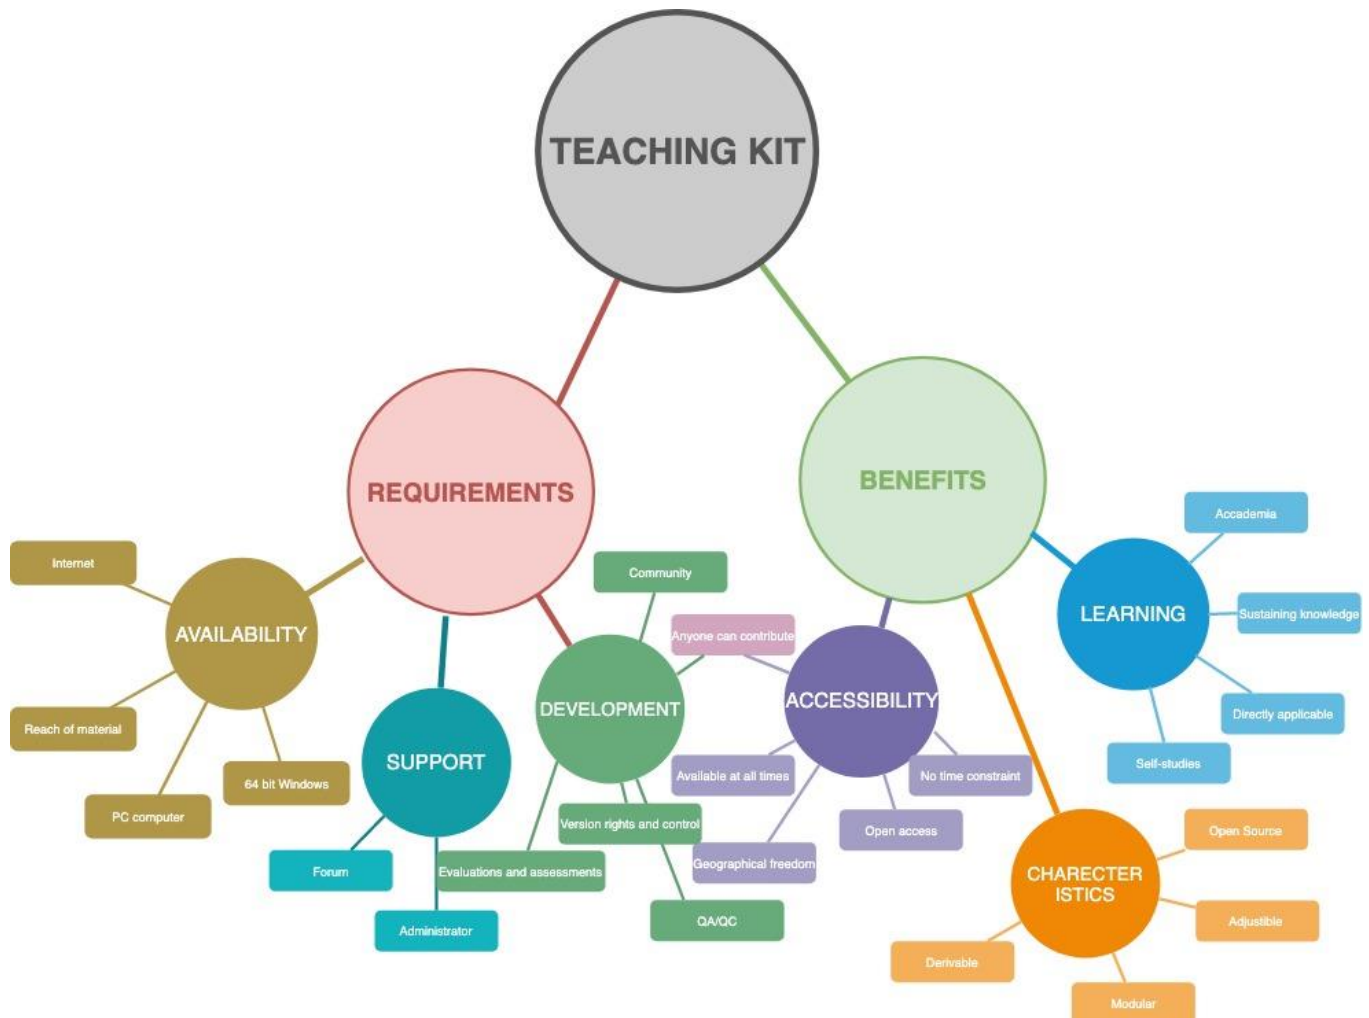 TEACHING KIT
REQUIREMENTS
BENEFITS
Internet
AVAILABILITY
Reach of material
PC computer
64 bit Windows
SUPPORT
Forum
Administrator
Community
Anyone can contribute
DEVELOPMENT
Version rights and control
Evaluations and assessments
QA/QC
ACCESSIBILITY
Available at all times
No time constraint
Geographical freedom
Open access
Accademia
LEARNING
Sustaining knowledge
Directly applicable
Self-studies
CHARECTER
ISTICS
Open Source
Adjustible
Derivable
Modular